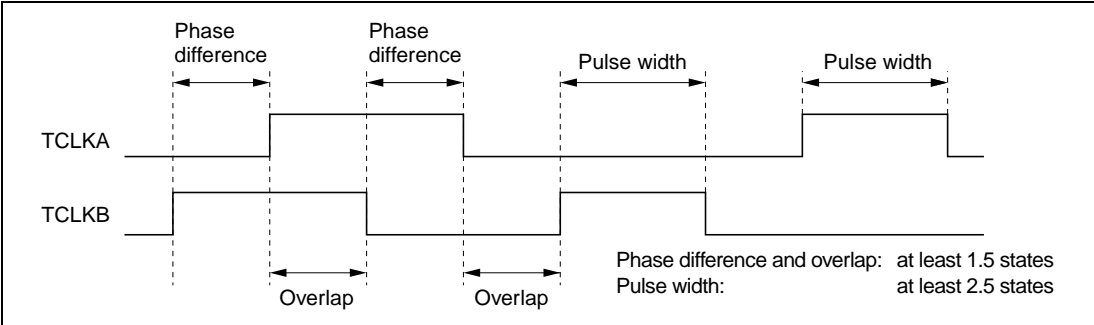 Phase
difference
Phase
difference
Pulse width
Pulse width
TCLKA
TCLKB
Overlap
Overlap
Phase difference and overlap: at least 1.5 states
Pulse width: at least 2.5 states